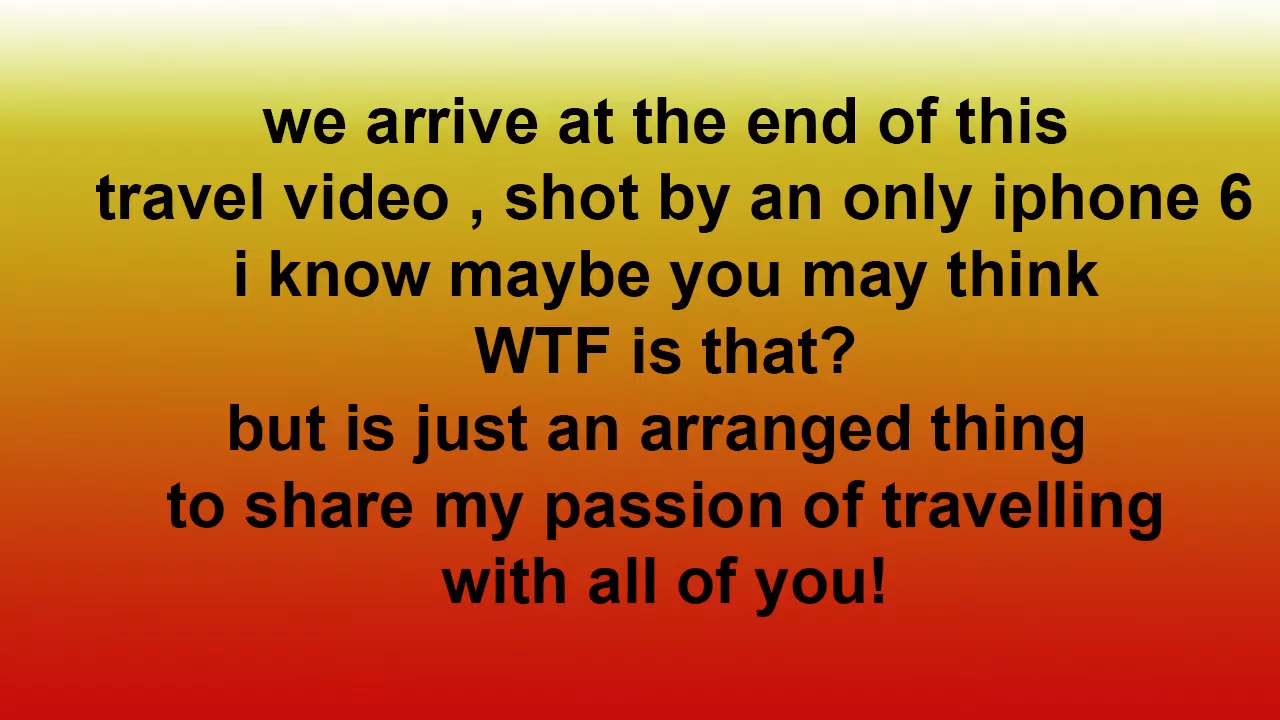 we arrive at the end of this
travel video , shot by an only iphone 6
i know maybe you may think
WTF is that?
but is just an arranged thing
to share my passion of travelling
with all of you!